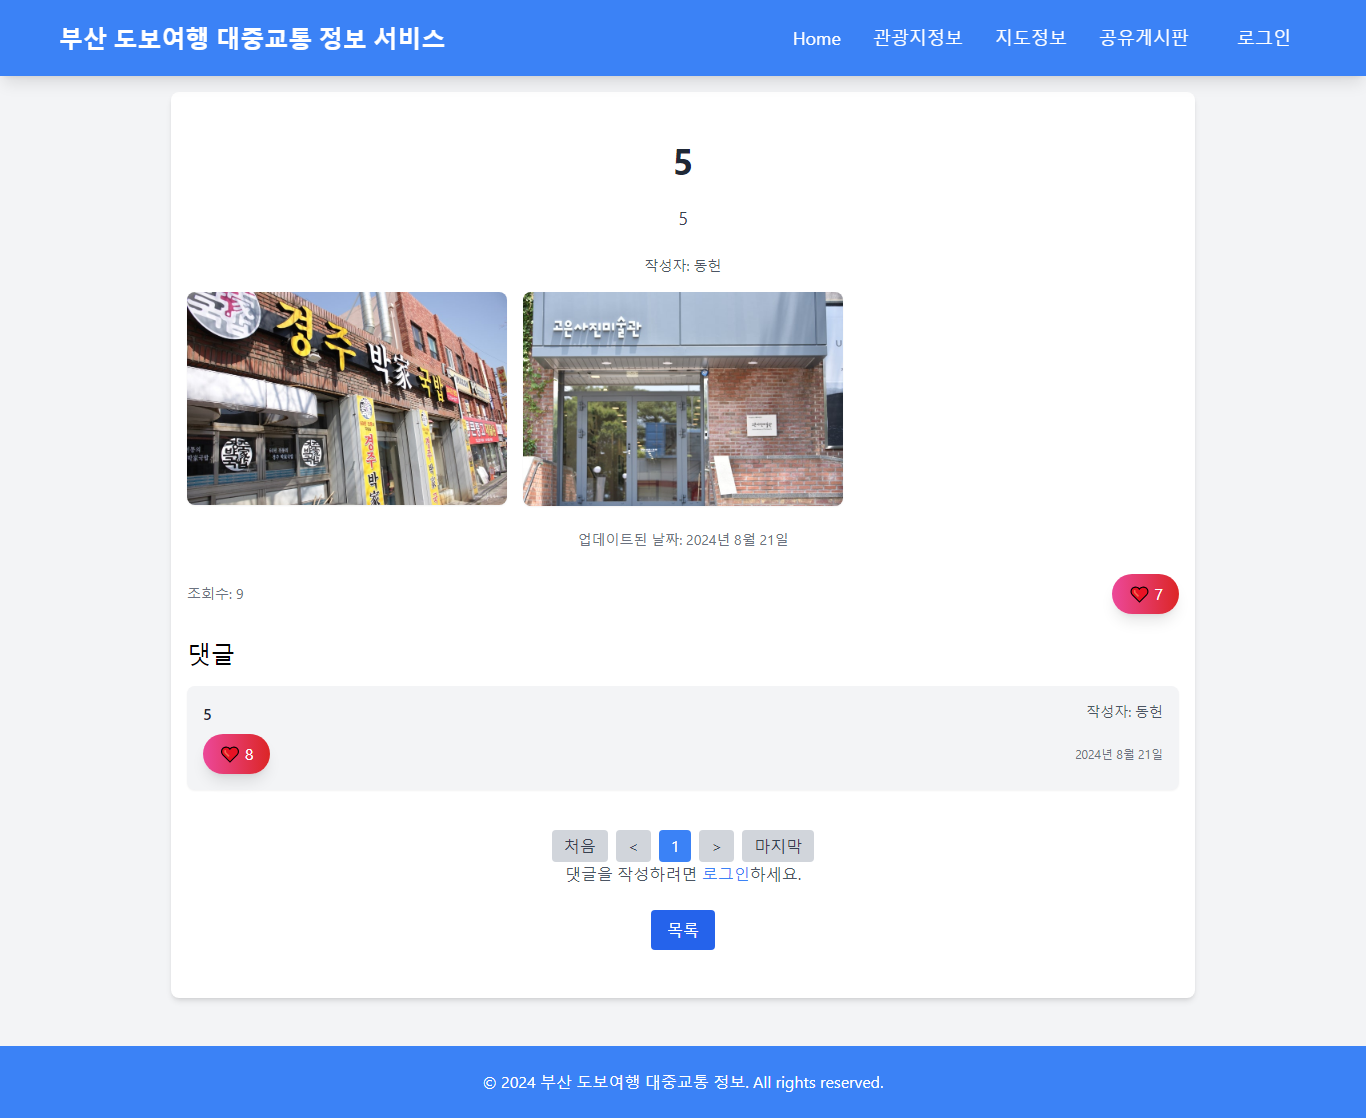 부산 도보여행 대중교통 정보 서비스
Home 관광지정보 지도정보 공유게시판 로그인
5
5
작성자: 동헌
경주 박家 국밥
경주박家
고은사진미술관
업데이트된 날짜: 2024년 8월 21일
조회수: 9
7
댓글
5
작성자: 동헌
8
2024년 8월 21일
처음 < 1 > 마지막
댓글을 작성하려면 로그인하세요.
목록
© 2024 부산 도보여행 대중교통 정보. All rights reserved.